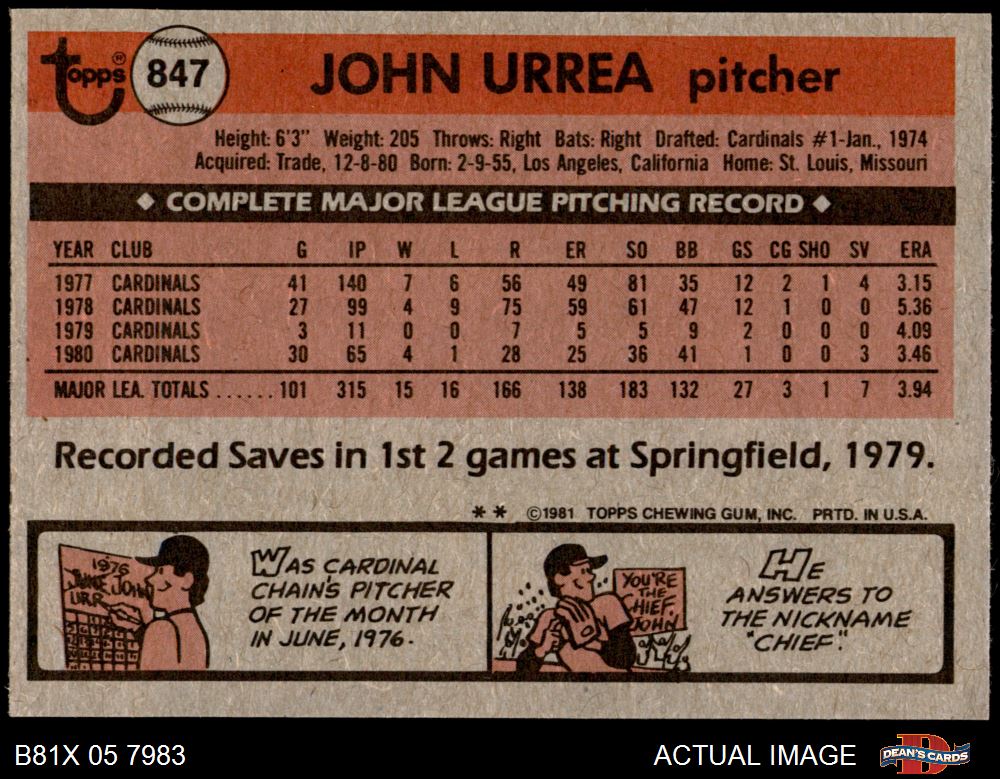 Topps ® 847 JOHN URREA pitcher
Height: 6'3" Weight: 205 Throws: Right Bats: Right Drafted: Cardinals #1-Jan., 1974
Acquired: Trade, 12-8-80 Born: 2-9-55, Los Angeles, California Home: St. Louis, Missouri
◆ COMPLETE MAJOR LEAGUE PITCHING RECORD ◆
YEAR CLUB G IP W L R ER SO BB GS CG SHO SV ERA
1977 CARDINALS 41 140 7 6 56 49 81 35 12 2 1 4 3.15
1978 CARDINALS 27 99 4 9 75 59 61 47 12 1 0 0 5.36
1979 CARDINALS 3 11 0 0 7 5 5 9 2 0 0 0 4.09
1980 CARDINALS 30 65 4 1 28 25 36 41 1 0 0 3 3.46
MAJOR LEA. TOTALS ...... 101 315 15 16 166 138 183 132 27 3 1 7 3.94
Recorded Saves in 1st 2 games at Springfield, 1979.
** ©1981 TOPPS CHEWING GUM, INC. PRTD. IN U.S.A.
1976
JUNE JOHN
URR
WAS CARDINAL
CHAIN'S PITCHER
OF THE MONTH
IN JUNE, 1976.
YOU'RE
THE
CHIEF,
JOHN
HE
ANSWERS TO
THE NICKNAME
"CHIEF."
B81X 05 7983 ACTUAL IMAGE DEAN'S CARDS